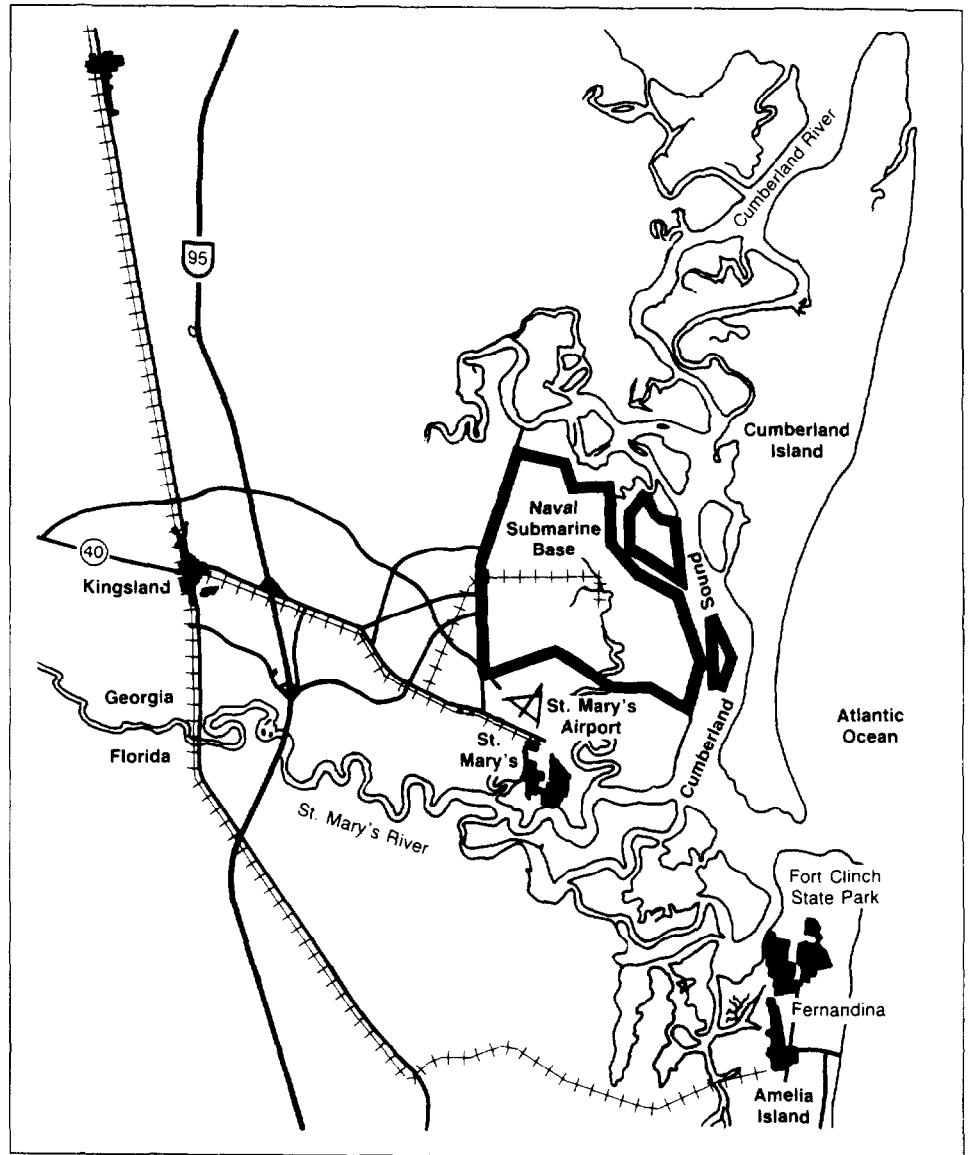 Cumberland River
95
Cumberland
Island
Naval
Submarine
Base
40
Kingsland
Sound
Georgia
Florida
St. Mary's
Airport
St.
Mary's
Atlantic
Ocean
Cumberland
St. Mary's River
Fort Clinch
State Park
Fernandina
Amelia
Island